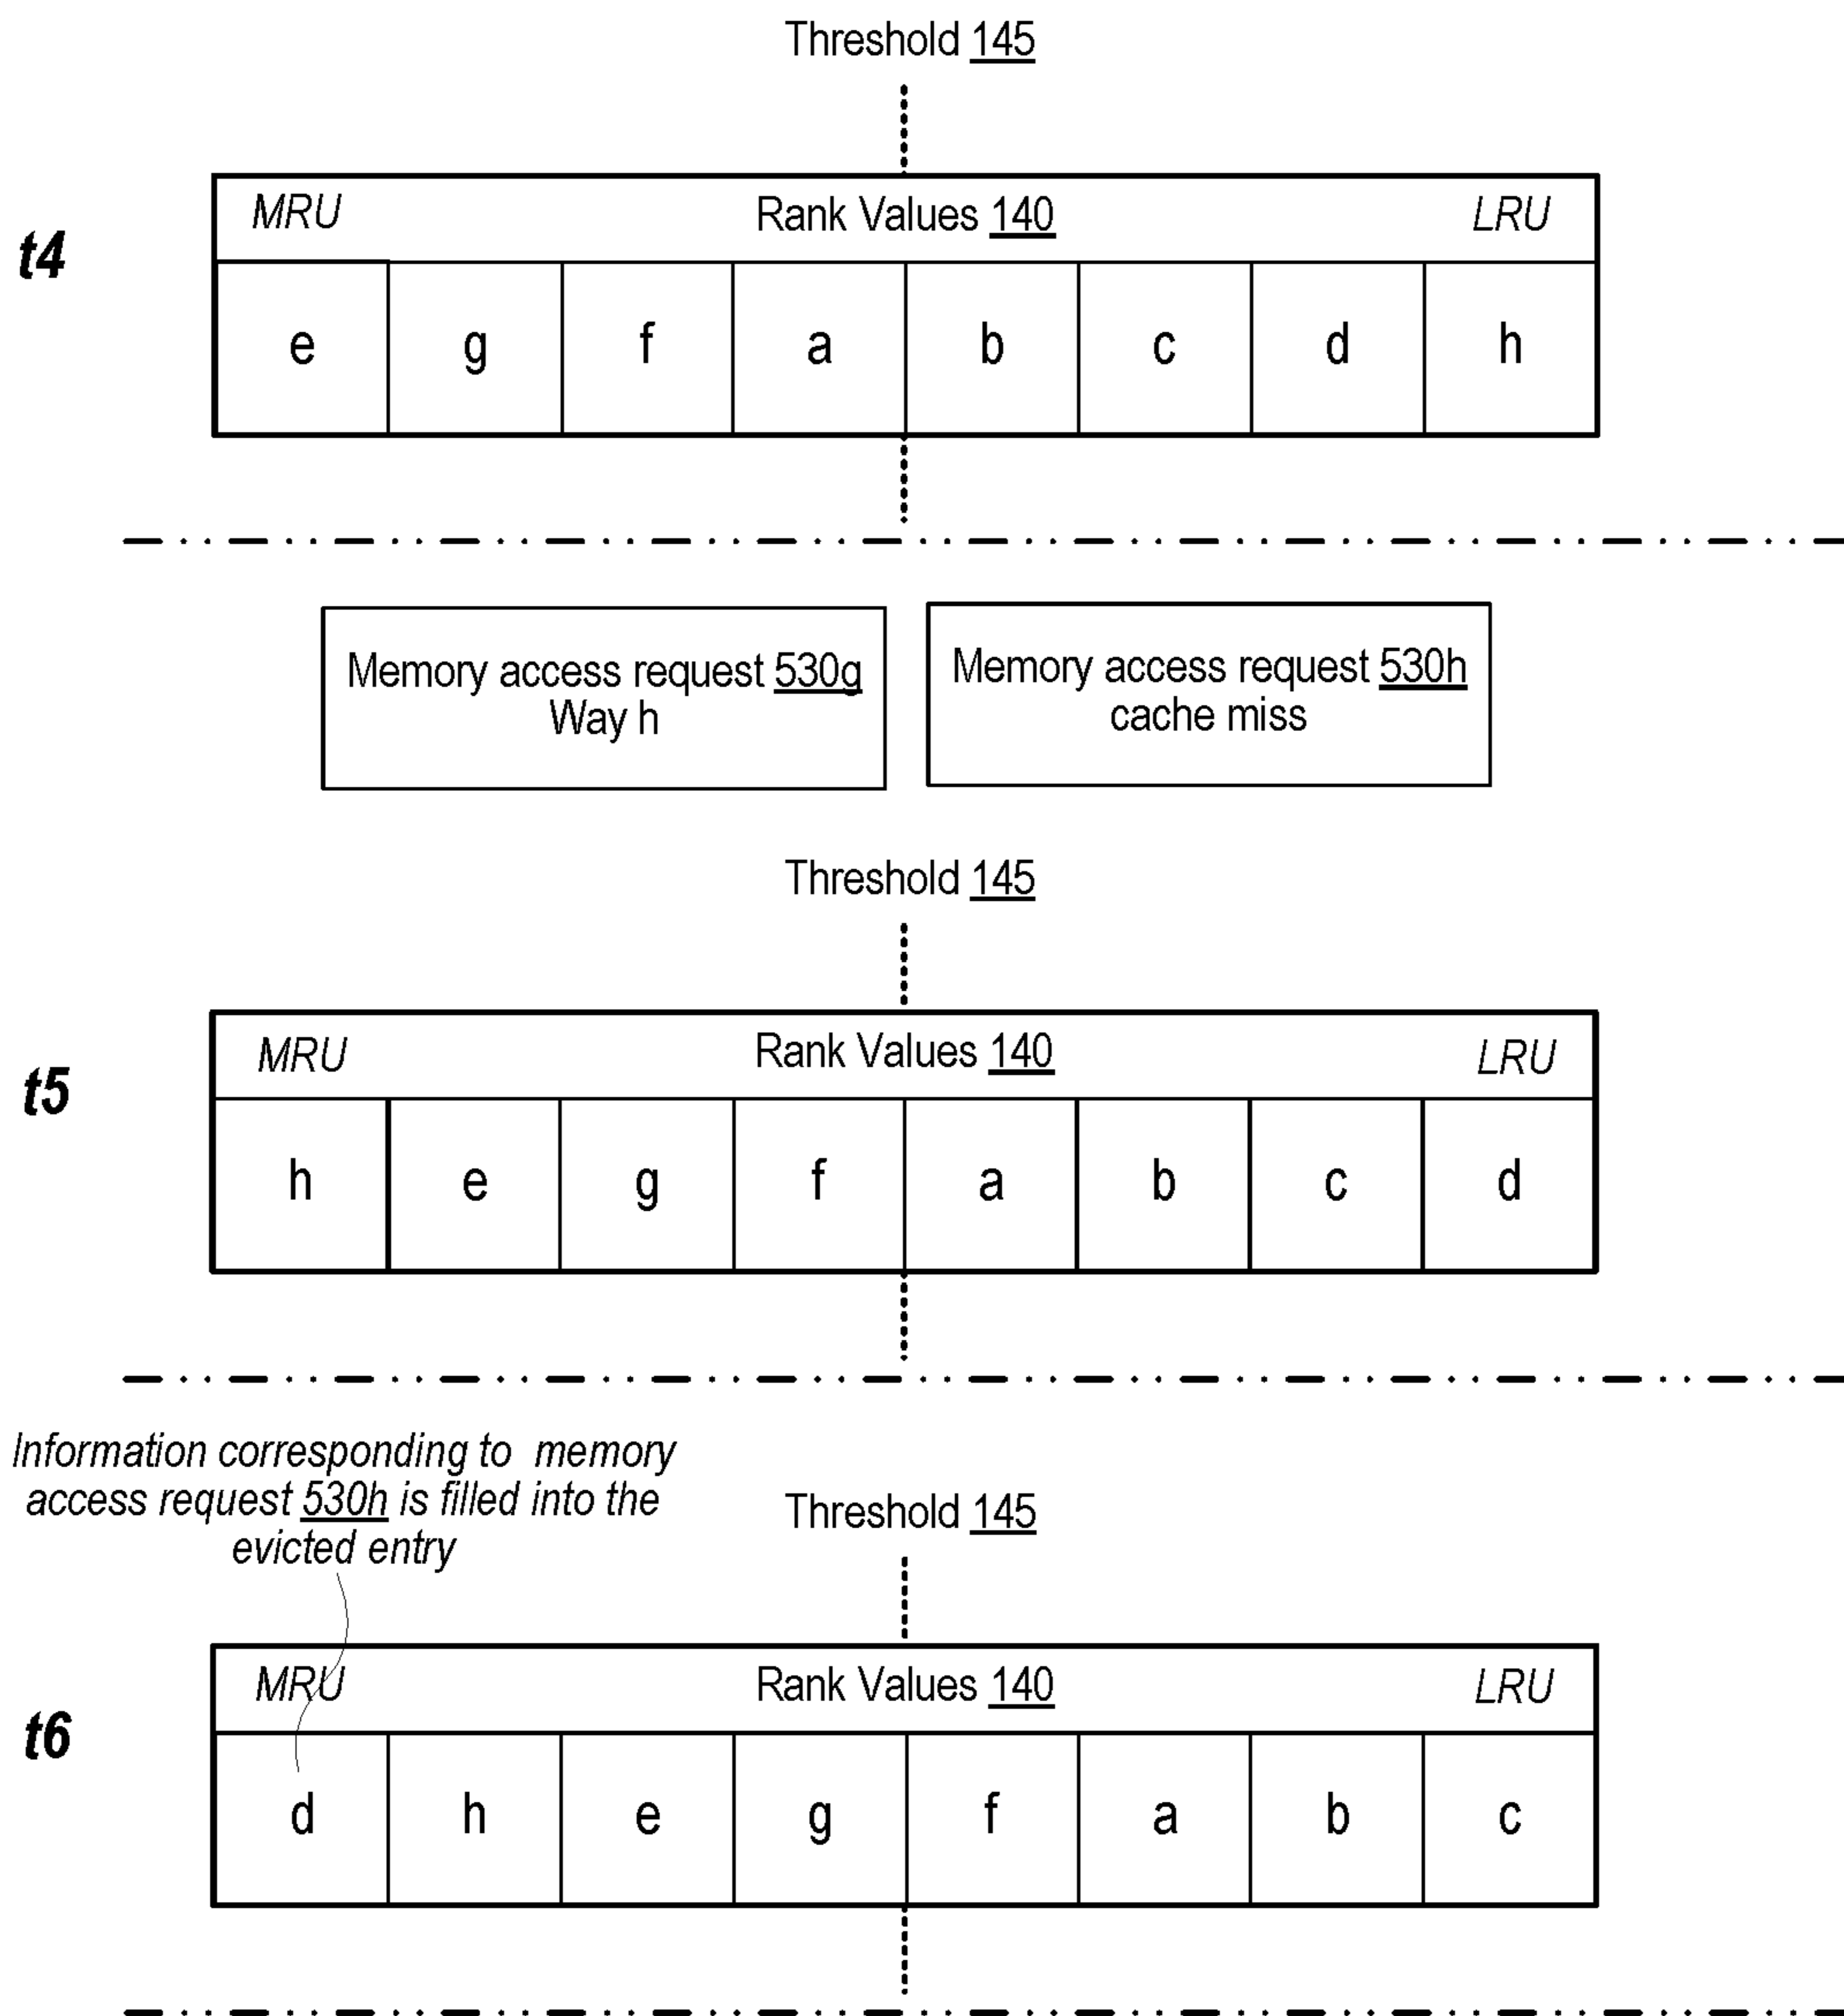 Threshold 145
MRU Rank Values 140 LRU
t4
e g f a b c d h
Memory access request 530g
Way h
Memory access request 530h
cache miss
Threshold 145
MRU Rank Values 140 LRU
t5
h e g f a b c d
Information corresponding to memory
access request 530h is filled into the
evicted entry
Threshold 145
MRU Rank Values 140 LRU
t6
d h e g f a b c